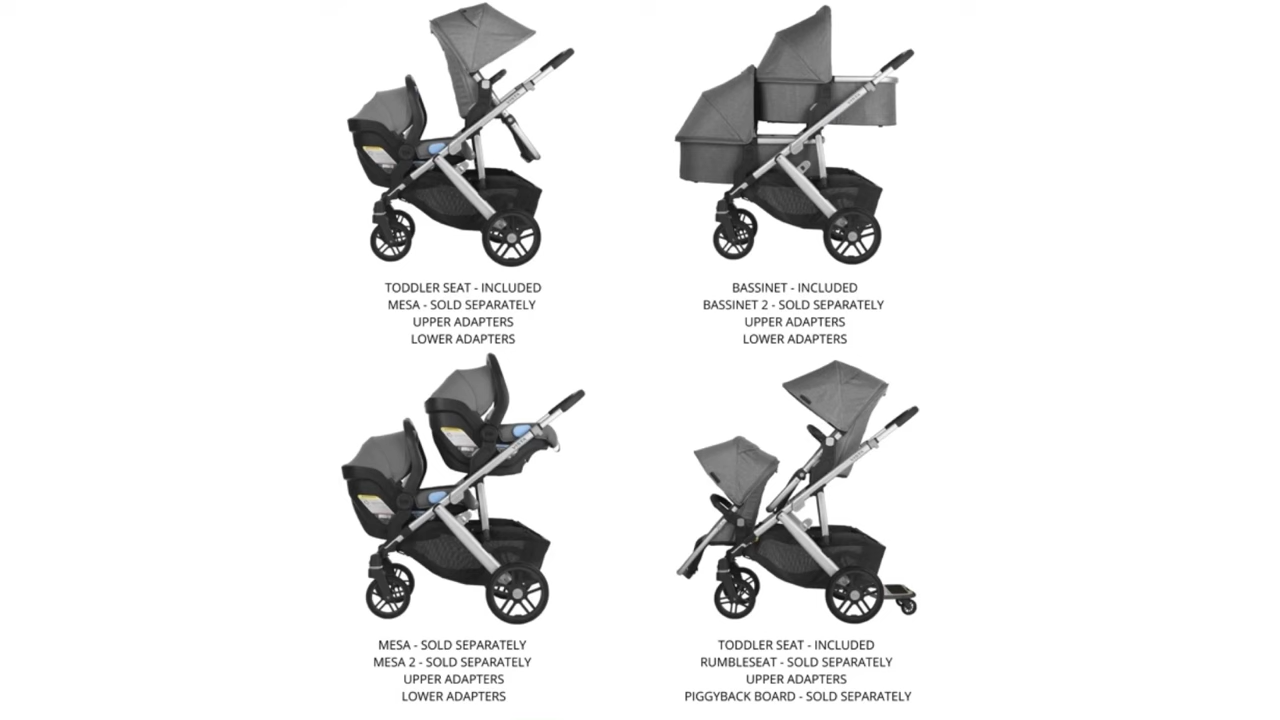 TODDLER SEAT - INCLUDED
MESA - SOLD SEPARATELY
UPPER ADAPTERS
LOWER ADAPTERS
BASSINET - INCLUDED
BASSINET 2 - SOLD SEPARATELY
UPPER ADAPTERS
LOWER ADAPTERS
MESA - SOLD SEPARATELY
MESA 2 - SOLD SEPARATELY
UPPER ADAPTERS
LOWER ADAPTERS
TODDLER SEAT - INCLUDED
RUMBLESEAT - SOLD SEPARATELY
UPPER ADAPTERS
PIGGYBACK BOARD - SOLD SEPARATELY